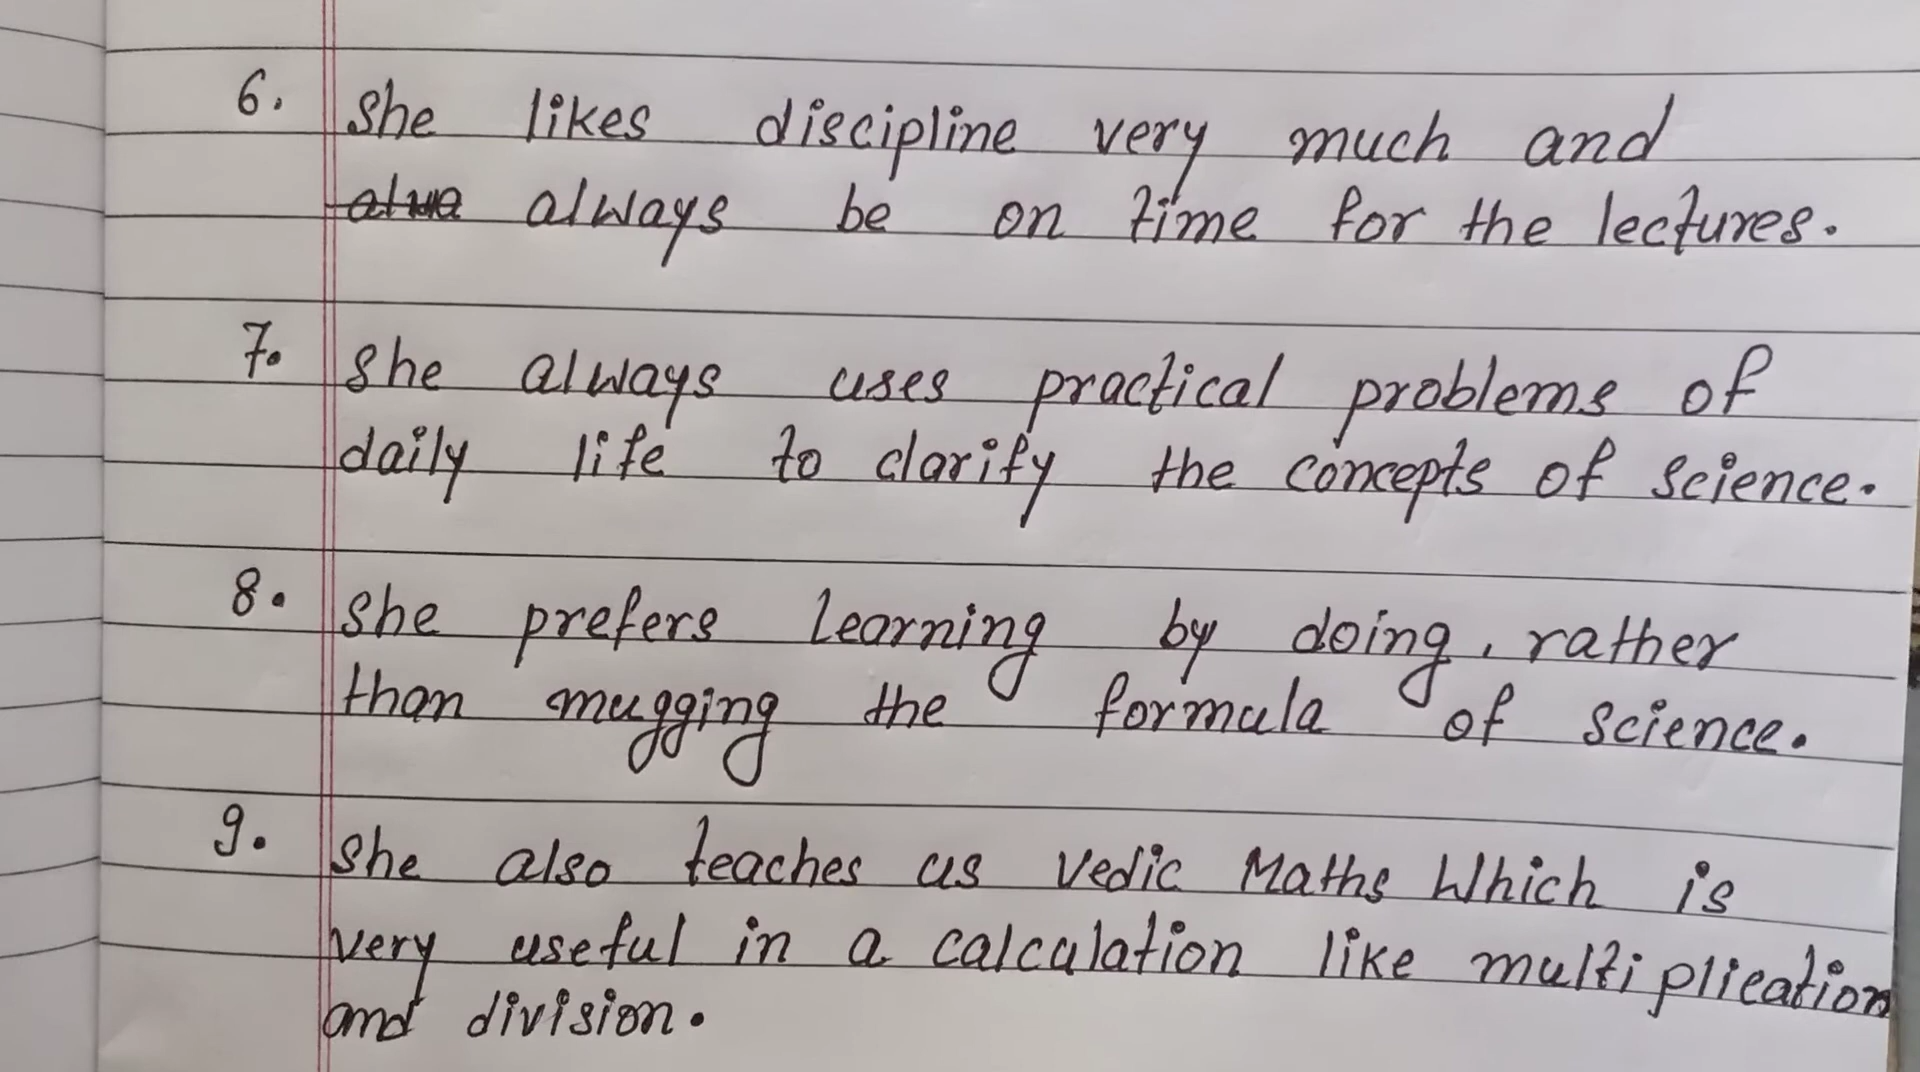 6. She likes discipline very much and
alwa always be on time for the lectures.
7. She always uses practical problems of
daily life to clarify the concepts of science.
8. She prefers learning by doing, rather
than mugging the formula of science.
9. She also teaches us Vedic Maths Which is
very useful in a calculation like multiplication
and division.